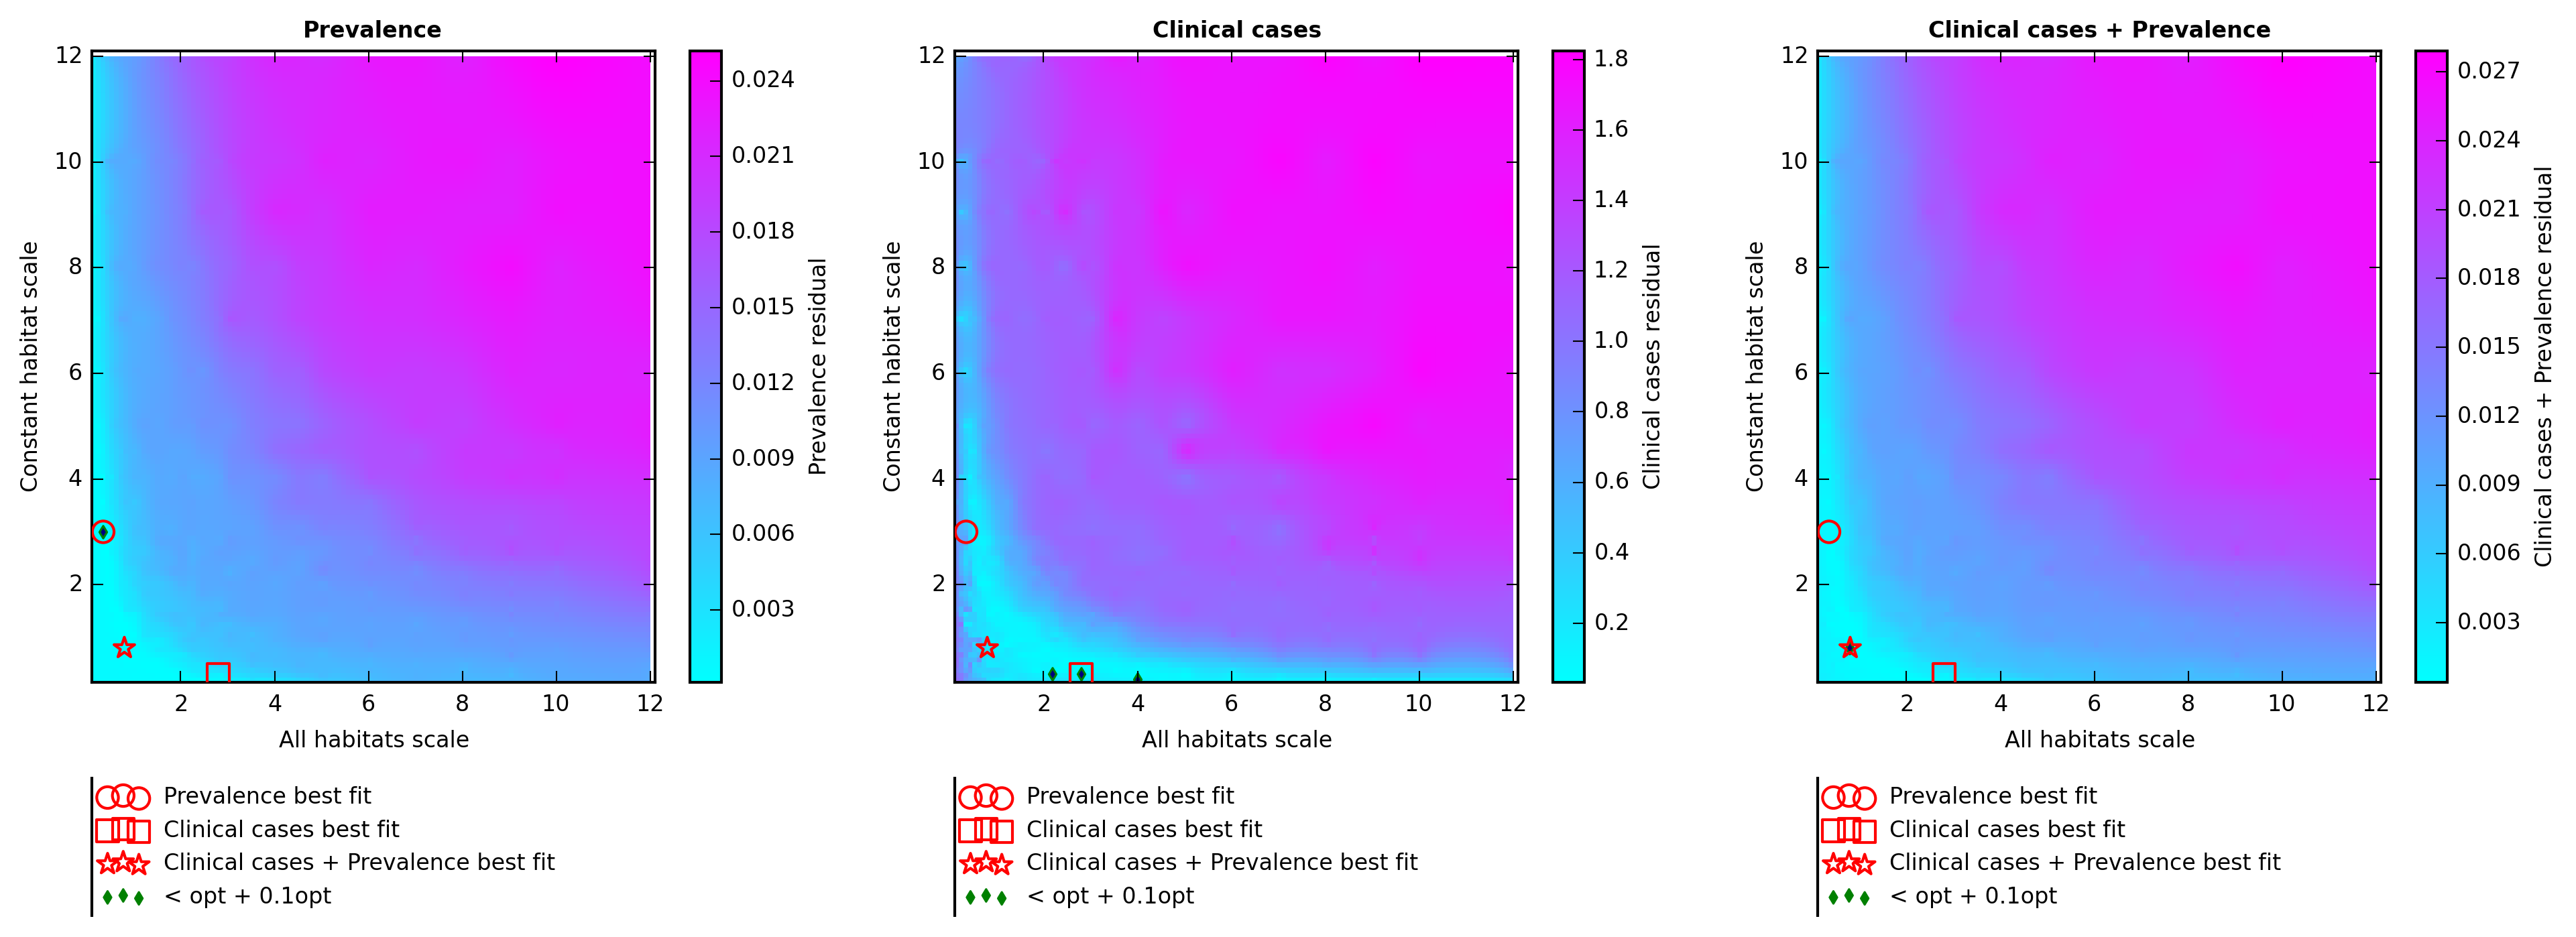 Prevalence
Clinical cases
Clinical cases + Prevalence
12
10
8
6
4
2
2 4 6 8 10 12
Constant habitat scale
All habitats scale
0.024
0.021
0.018
0.015
0.012
0.009
0.006
0.003
Prevalence residual
12
10
8
6
4
2
2 4 6 8 10 12
Constant habitat scale
All habitats scale
1.8
1.6
1.4
1.2
1.0
0.8
0.6
0.4
0.2
Clinical cases residual
12
10
8
6
4
2
2 4 6 8 10 12
Constant habitat scale
All habitats scale
0.027
0.024
0.021
0.018
0.015
0.012
0.009
0.006
0.003
Clinical cases + Prevalence residual
Prevalence best fit
Clinical cases best fit
Clinical cases + Prevalence best fit
< opt + 0.1opt
Prevalence best fit
Clinical cases best fit
Clinical cases + Prevalence best fit
< opt + 0.1opt
Prevalence best fit
Clinical cases best fit
Clinical cases + Prevalence best fit
< opt + 0.1opt